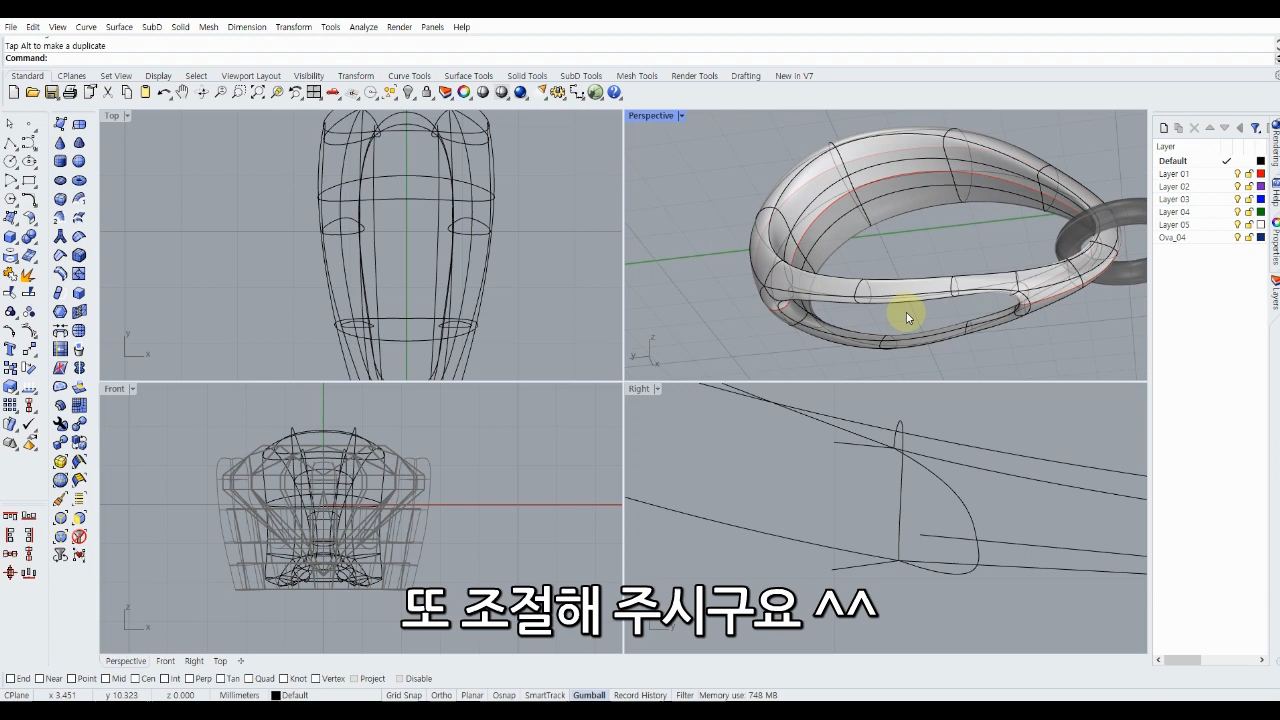 File Edit View Curve Surface SubD Solid Mesh Dimension Transform Tools Analyze Render Panels Help
Tap Alt to make a duplicate
Command:
Standard CPlanes Set View Display Select Viewport Layout Visibility Transform Curve Tools Surface Tools Solid Tools SubD Tools Mesh Tools Render Tools Drafting New in V7
Top
y
x
Perspective
z
y
x
Front
z
x
Right
Layer
Default
Layer 01
Layer 02
Layer 03
Layer 04
Layer 05
Ova_04
Rendering
Help
Properties
Layers
또 조절해 주시구요 ^^
Perspective Front Right Top
End Near Point Mid Cen Int Perp Tan Quad Knot Vertex Project Disable
CPlane x 3.451 y 10.323 z 0.000 Millimeters Default Grid Snap Ortho Planar Osnap SmartTrack Gumball Record History Filter Memory use: 748 MB